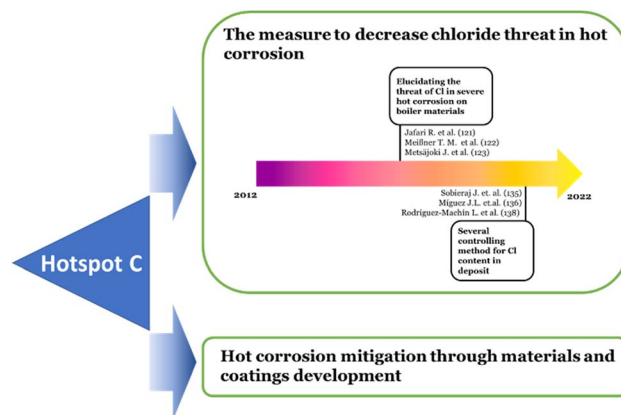 The measure to decrease chloride threat in hot
corrosion
Elucidating the
threat of Cl in severe
hot corrosion on
boiler materials
Jafari R. et al. (121)
Meißner T. M. et al. (122)
Metsäjoki J. et al. (123)
2012
2022
Sobieraj J. et. al. (135)
Míguez J.L. et.al. (136)
Rodriguez-Machin L. et al. (138)
Several
controlling
method for Cl
content in
deposit
Hotspot C
Hot corrosion mitigation through materials and
coatings development